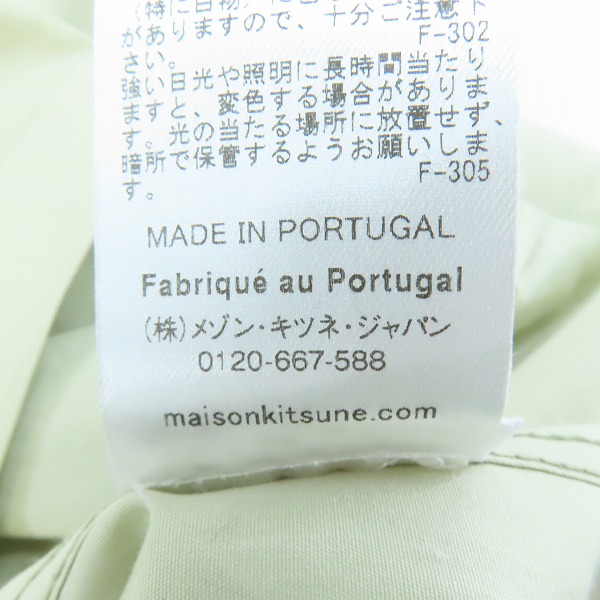 がありますので、十分ご注意下
さい。 F-302
強い日光や照明に長時間当たり
ますと、変色する場合がありま
す。光の当たる場所に放置せず、
暗所で保管するようお願いしま
F-305
MADE IN PORTUGAL
Fabriqué au Portugal
(株)メゾン・キツネ・ジャパン
0120-667-588
maisonkitsune.com